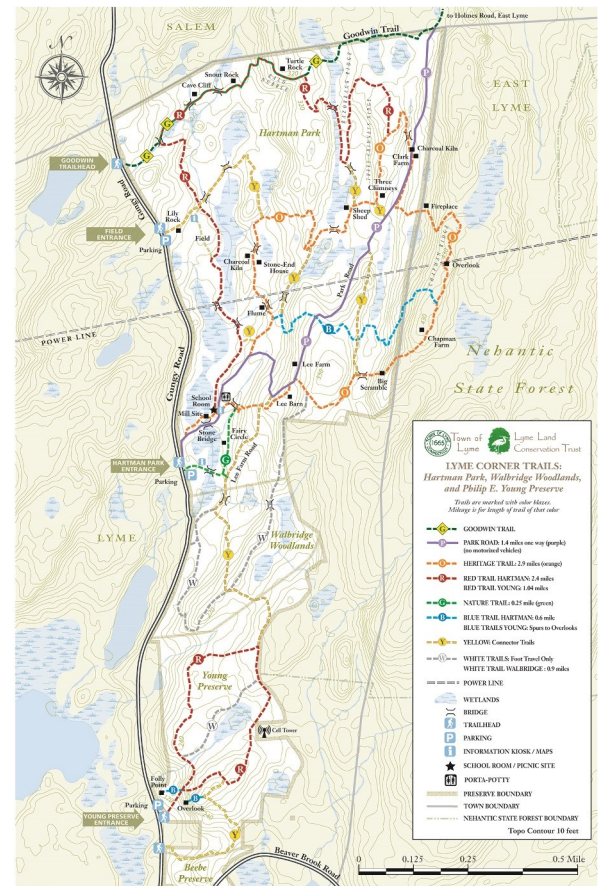 to Holmes Road, East Lyme
Goodwin Trail
SALEM
N
Turtle
Rock
G
Snout Rock
Cave Cliff
P
EAST
LYME
R
R
R
G
Hartman Park
O
G
Charcoal Kiln
Clark
Farm
GOODWIN
TRAILHEAD
R
Gungy Road
Three
Chimneys
Y
Y
Fireplace
Lily
Rock
O
Sheep
Shed
Y
FIELD
ENTRANCE
Parking
P
i
Field
P
O
Charcoal
Kiln
Stone-End
House
Overlook
Y
Park Road
Y
Flume
POWER LINE
Y
B
P
Chapman
Farm
Nehantic
State Forest
Gungy Road
Lee Farm
Big
Scramble
O
School
Room
Mill Site
Lee Barn
Stone
Bridge
Fairy
Circle
G
Lee Farm Road
HARTMAN PARK
ENTRANCE
i
P
Parking
LYME
Walbridge
Woodlands
Y
W
W
R
Young
Preserve
W
Cell Tower
R
Folly
Point
B
B
Overlook
Parking
P
YOUNG PRESERVE
ENTRANCE
Y
Beebe
Preserve
Beaver Brook Road
Town of
Lyme
1665
Lyme Land
Conservation Trust
LYME CORNER TRAILS:
Hartman Park, Walbridge Woodlands,
and Philip E. Young Preserve
Trails are marked with color blazes.
Mileage is for length of trail of that color
G GOODWIN TRAIL
P PARK ROAD: 1.4 miles one way (purple)
(no motorized vehicles)
O HERITAGE TRAIL: 2.9 miles (orange)
R RED TRAIL HARTMAN: 2.4 miles
RED TRAIL YOUNG: 1.04 miles
G NATURE TRAIL: 0.25 mile (green)
B BLUE TRAIL HARTMAN: 0.6 mile
BLUE TRAILS YOUNG: Spurs to Overlooks
Y YELLOW: Connector Trails
W WHITE TRAILS: Foot Travel Only
WHITE TRAIL WALBRIDGE : 0.9 miles
POWER LINE
WETLANDS
BRIDGE
TRAILHEAD
P PARKING
i INFORMATION KIOSK / MAPS
SCHOOL ROOM / PICNIC SITE
PORTA-POTTY
PRESERVE BOUNDARY
TOWN BOUNDARY
NEHANTIC STATE FOREST BOUNDARY
Topo Contour 10 feet
0 0.125 0.25 0.5 Mile